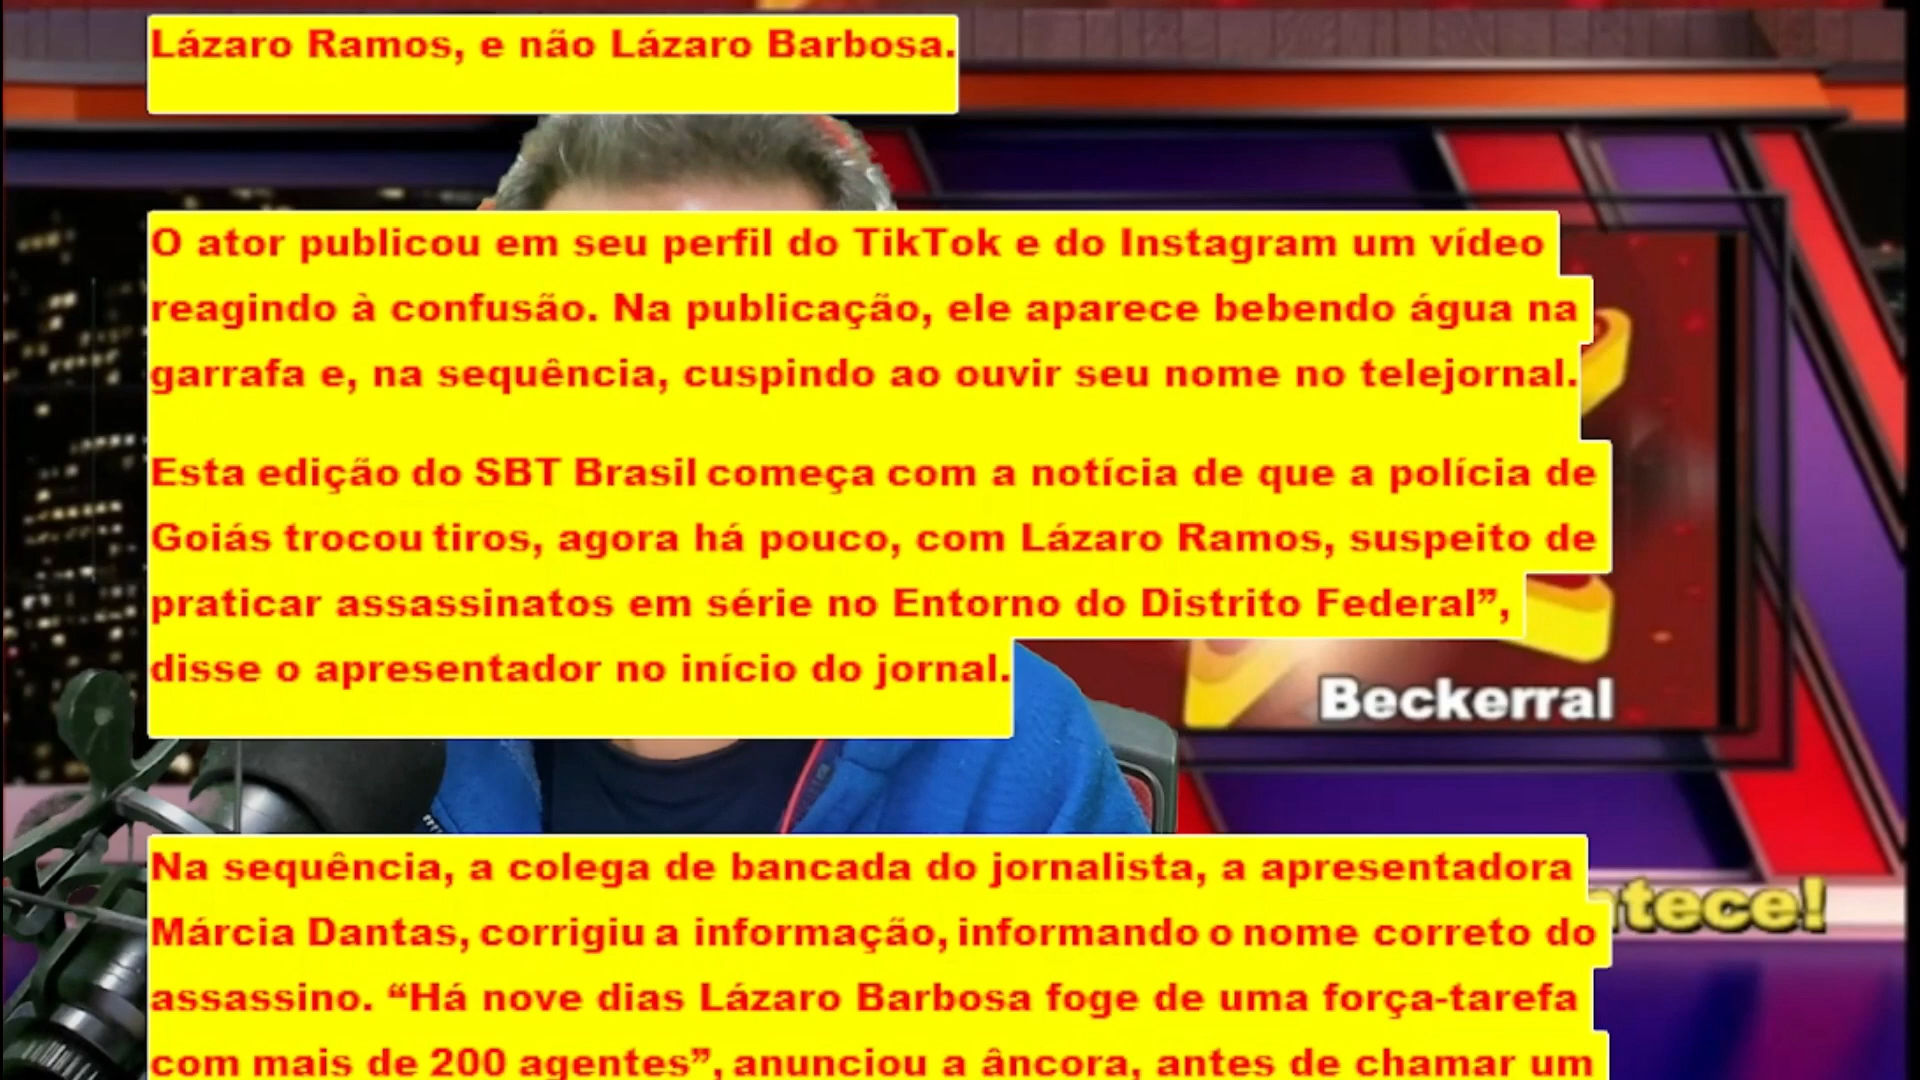 Lázaro Ramos, e não Lázaro Barbosa.
O ator publicou em seu perfil do TikTok e do Instagram um vídeo
reagindo à confusão. Na publicação, ele aparece bebendo água na
garrafa e, na sequência, cuspindo ao ouvir seu nome no telejornal.
Esta edição do SBT Brasil começa com a notícia de que a polícia de
Goiás trocou tiros, agora há pouco, com Lázaro Ramos, suspeito de
praticar assassinatos em série no Entorno do Distrito Federal”,
disse o apresentador no início do jornal.
Beckerral
Na sequência, a colega de bancada do jornalista, a apresentadora
Márcia Dantas, corrigiu a informação, informando o nome correto do
assassino. “Há nove dias Lázaro Barbosa foge de uma força-tarefa
com mais de 200 agentes”, anunciou a âncora, antes de chamar um